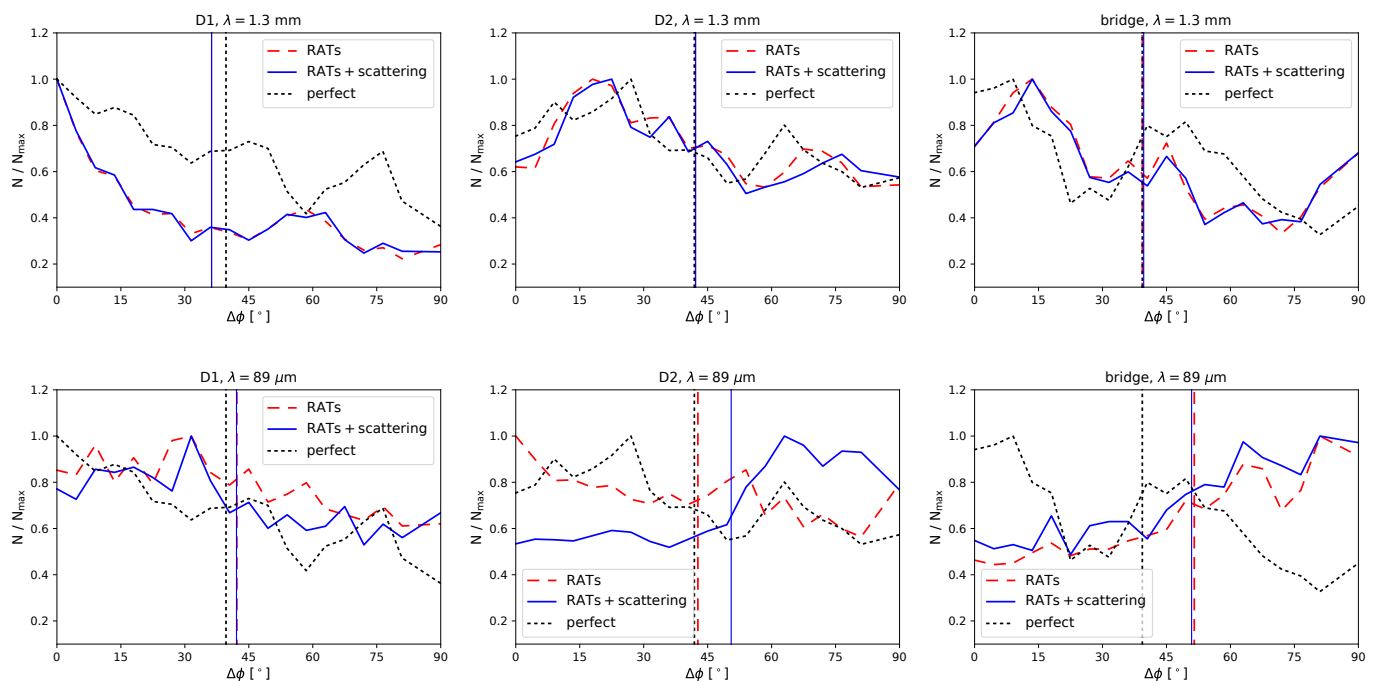 D1, λ = 1.3 mm
1.2
1.0
0.8
0.6
0.4
0.2
N / Nmax
0 15 30 45 60 75 90
Δϕ [°]
RATs
RATs + scattering
perfect
D2, λ = 1.3 mm
1.2
1.0
0.8
0.6
0.4
0.2
N / Nmax
0 15 30 45 60 75 90
Δϕ [°]
RATs
RATs + scattering
perfect
bridge, λ = 1.3 mm
1.2
1.0
0.8
0.6
0.4
0.2
N / Nmax
0 15 30 45 60 75 90
Δϕ [°]
RATs
RATs + scattering
perfect
D1, λ = 89 μm
1.2
1.0
0.8
0.6
0.4
0.2
N / Nmax
0 15 30 45 60 75 90
Δϕ [°]
RATs
RATs + scattering
perfect
D2, λ = 89 μm
1.2
1.0
0.8
0.6
0.4
0.2
N / Nmax
0 15 30 45 60 75 90
Δϕ [°]
RATs
RATs + scattering
perfect
bridge, λ = 89 μm
1.2
1.0
0.8
0.6
0.4
0.2
N / Nmax
0 15 30 45 60 75 90
Δϕ [°]
RATs
RATs + scattering
perfect